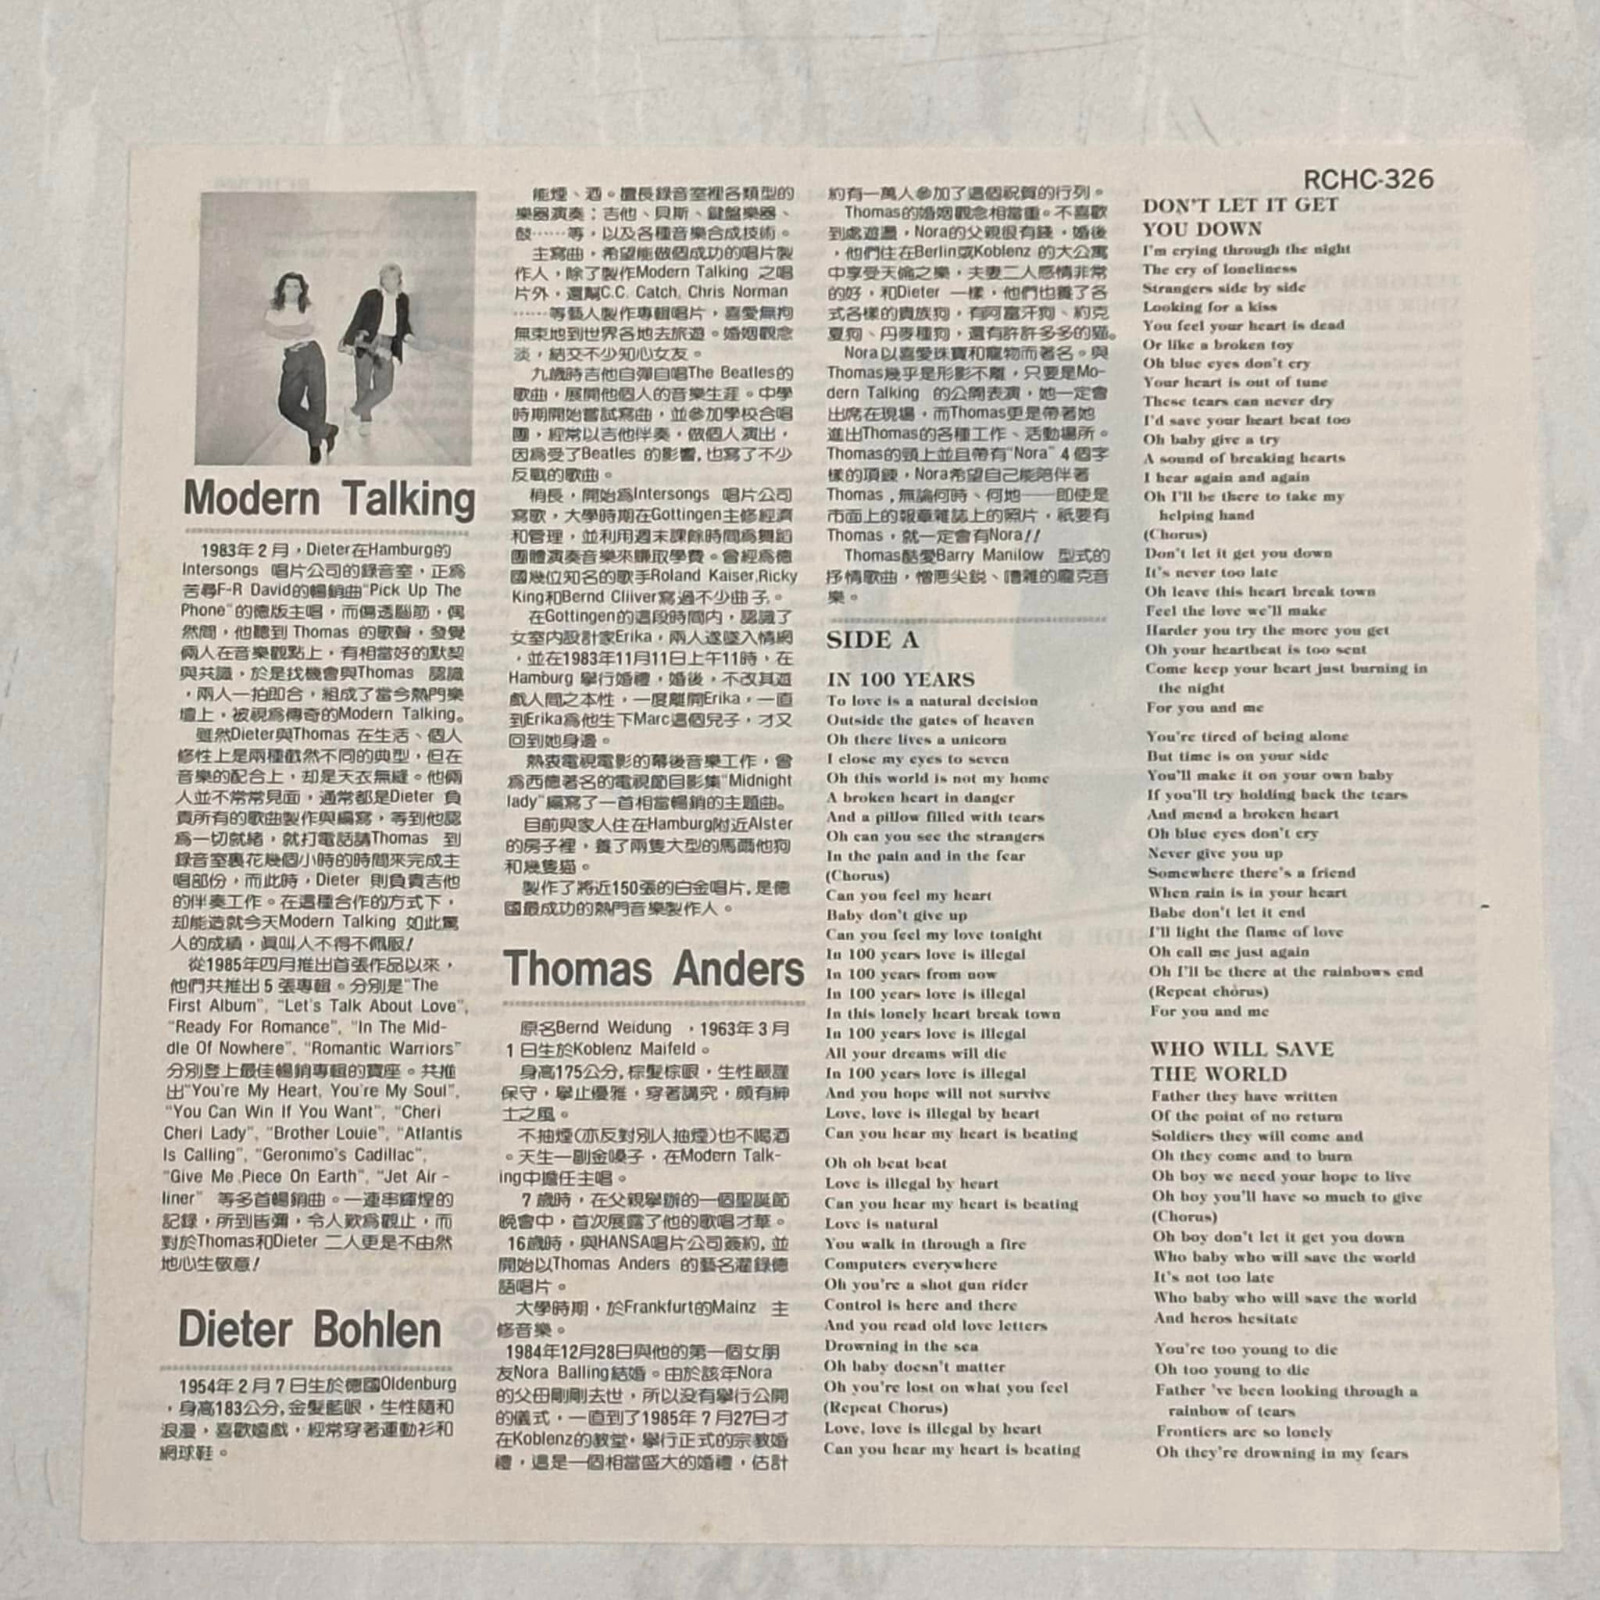 RCHC-326
Modern Talking
1983年2月，Dieter在Hamburg的
Intersongs 唱片公司的錄音室，正爲
苦尋F-R David的暢銷曲"Pick Up The
Phone"的德版主唱，而傷透腦筋，偶
然間，他聽到 Thomas 的歌聲，發覺
倆人在音樂觀點上，有相當好的默契
與共識，於是找機會與Thomas 認識
，兩人一拍即合，組成了當今熱門樂
壇上，被視爲傳奇的Modern Talking。
雖然Dieter與Thomas 在生活、個人
修性上是兩種截然不同的典型，但在
音樂的配合上，却是天衣無縫。他倆
人並不常常見面，通常都是Dieter 負
責所有的歌曲製作與編寫，等到他認
爲一切就緒，就打電話請Thomas 到
錄音室裏花幾個小時的時間來完成主
唱部份，而此時，Dieter 則負責吉他
的伴奏工作。在這種合作的方式下，
却能造就今天Modern Talking 如此驚
人的成績，眞叫人不得不佩服！
從1985年四月推出首張作品以來，
他們共推出5張專輯。分別是"The
First Album", "Let's Talk About Love",
"Ready For Romance", "In The Mid-
dle Of Nowhere", "Romantic Warriors"
分別登上最佳暢銷專輯的寶座。共推
出"You're My Heart, You're My Soul",
"You Can Win If You Want", "Cheri
Cheri Lady", "Brother Louie", "Atlantis
Is Calling", "Geronimo's Cadillac",
"Give Me Piece On Earth", "Jet Air -
liner" 等多首暢銷曲。一連串輝煌的
記錄，所到皆彌，令人歎爲觀止，而
對於Thomas和Dieter 二人更是不由然
地心生敬意！
Dieter Bohlen
1954年2月7日生於德國Oldenburg
，身高183公分,金髮藍眼，生性隨和
浪漫，喜歡嬉戲，經常穿著運動衫和
網球鞋。
能煙、酒。擅長錄音室裡各類型的
樂器演奏：吉他、貝斯、鍵盤樂器、
鼓……等，以及各種音樂合成技術。
主寫曲，希望能做個成功的唱片製
作人，除了製作Modern Talking 之唱
片外，還幫C.C. Catch, Chris Norman
……等藝人製作專輯唱片，喜愛無拘
無束地到世界各地去旅遊。婚姻觀念
淡，結交不少知心女友。
九歲時吉他自彈自唱The Beatles的
歌曲，展開他個人的音樂生涯。中學
時期開始嘗試寫曲，並參加學校合唱
團，經常以吉他伴奏，做個人演出，
因爲受了Beatles 的影響,也寫了不少
反戰的歌曲。
稍長，開始爲Intersongs 唱片公司
寫歌，大學時期在Gottingen主修經濟
和管理，並利用週末課餘時間爲舞蹈
團體演奏音樂來賺取學費。曾經爲德
國幾位知名的歌手Roland Kaiser,Ricky
King和Bernd Cliiver寫過不少曲子。
在Gottingen的這段時間内，認識了
女室内設計家Erika，兩人遂墜入情網
，並在1983年11月11日上午11時，在
Hamburg 舉行婚禮，婚後，不改其遊
戲人間之本性，一度離開Erika，一直
到Erika爲他生下Marc這個兒子，才又
回到她身邊。
熱衷電視電影的幕後音樂工作，曾
爲西德著名的電視節目影集"Midnight
lady"編寫了一首相當暢銷的主題曲。
目前與家人住在Hamburg附近Alster
的房子裡，養了兩隻大型的馬爾他狗
和幾隻貓。
製作了將近150張的白金唱片,是德
國最成功的熱門音樂製作人。
Thomas Anders
原名Bernd Weidung ，1963年3月
1日生於Koblenz Maifeld。
身高175公分,棕髮棕眼，生性嚴謹
保守，舉止優雅，穿著講究，頗有紳
士之風。
不抽煙(亦反對別人抽煙)也不喝酒
。天生一副金嗓子，在Modern Talk-
ing中擔任主唱。
7歲時，在父親舉辦的一個聖誕節
晚會中，首次展露了他的歌唱才華。
16歲時，與HANSA唱片公司簽約,並
開始以Thomas Anders 的藝名灌錄德
語唱片。
大學時期，於Frankfurt的Mainz 主
修音樂。
1984年12月28日與他的第一個女朋
友Nora Balling結婚。由於該年Nora
的父母剛剛去世，所以没有舉行公開
的儀式，一直到了1985年7月27日才
在Koblenz的教堂，舉行正式的宗教婚
禮，這是一個相當盛大的婚禮，估計
約有一萬人參加了這個祝賀的行列。
Thomas的婚姻觀念相當重。不喜歡
到處遊盪，Nora的父親很有錢，婚後
，他們住在Berlin或Koblenz 的大公寓
中享受天倫之樂，夫妻二人感情非常
的好，和Dieter 一樣，他們也養了各
式各樣的貴族狗，有阿富汗狗、約克
夏狗、丹麥種狗，還有許許多多的貓。
Nora以喜愛珠寶和寵物而著名。與
Thomas幾乎是形影不離，只要是Mo-
dern Talking 的公開表演，她一定會
出席在現場，而Thomas更是帶著她
進出Thomas的各種工作、活動場所。
Thomas的頸上並且帶有"Nora" 4個字
樣的項鍊，Nora希望自己能陪伴著
Thomas，無論何時、何地——即使是
市面上的報章雜誌上的照片，祇要有
Thomas，就一定會有Nora!!
Thomas酷愛Barry Manilow 型式的
抒情歌曲，憎惡尖銳、嘈雜的龐克音
樂。
SIDE A
IN 100 YEARS
To love is a natural decision
Outside the gates of heaven
Oh there lives a unicorn
I close my eyes to seven
Oh this world is not my home
A broken heart in danger
And a pillow filled with tears
Oh can you see the strangers
In the pain and in the fear
(Chorus)
Can you feel my heart
Baby don't give up
Can you feel my love tonight
In 100 years love is illegal
In 100 years from now
In 100 years love is illegal
In this lonely heart break town
In 100 years love is illegal
All your dreams will die
In 100 years love is illegal
And you hope will not survive
Love, love is illegal by heart
Can you hear my heart is beating
Oh oh beat beat
Love is illegal by heart
Can you hear my heart is beating
Love is natural
You walk in through a fire
Computers everywhere
Oh you're a shot gun rider
Control is here and there
And you read old love letters
Drowning in the sea
Oh baby doesn't matter
Oh you're lost on what you feel
(Repeat Chorus)
Love, love is illegal by heart
Can you hear my heart is beating
DON'T LET IT GET
YOU DOWN
I'm crying through the night
The cry of loneliness
Strangers side by side
Looking for a kiss
You feel your heart is dead
Or like a broken toy
Oh blue eyes don't cry
Your heart is out of tune
These tears can never dry
I'd save your heart beat too
Oh baby give a try
A sound of breaking hearts
I hear again and again
Oh I'll be there to take my
helping hand
(Chorus)
Don't let it get you down
It's never too late
Oh leave this heart break town
Feel the love we'll make
Harder you try the more you get
Oh your heartbeat is too sent
Come keep your heart just burning in
the night
For you and me
You're tired of being alone
But time is on your side
You'll make it on your own baby
If you'll try holding back the tears
And mend a broken heart
Oh blue eyes don't cry
Never give you up
Somewhere there's a friend
When rain is in your heart
Babe don't let it end
I'll light the flame of love
Oh call me just again
Oh I'll be there at the rainbows end
(Repeat chorus)
For you and me
WHO WILL SAVE
THE WORLD
Father they have written
Of the point of no return
Soldiers they will come and
Oh they come and to burn
Oh boy we need your hope to live
Oh boy you'll have so much to give
(Chorus)
Oh boy don't let it get you down
Who baby who will save the world
It's not too late
Who baby who will save the world
And heros hesitate
You're too young to die
Oh too young to die
Father 've been looking through a
rainbow of tears
Frontiers are so lonely
Oh they're drowning in my fears